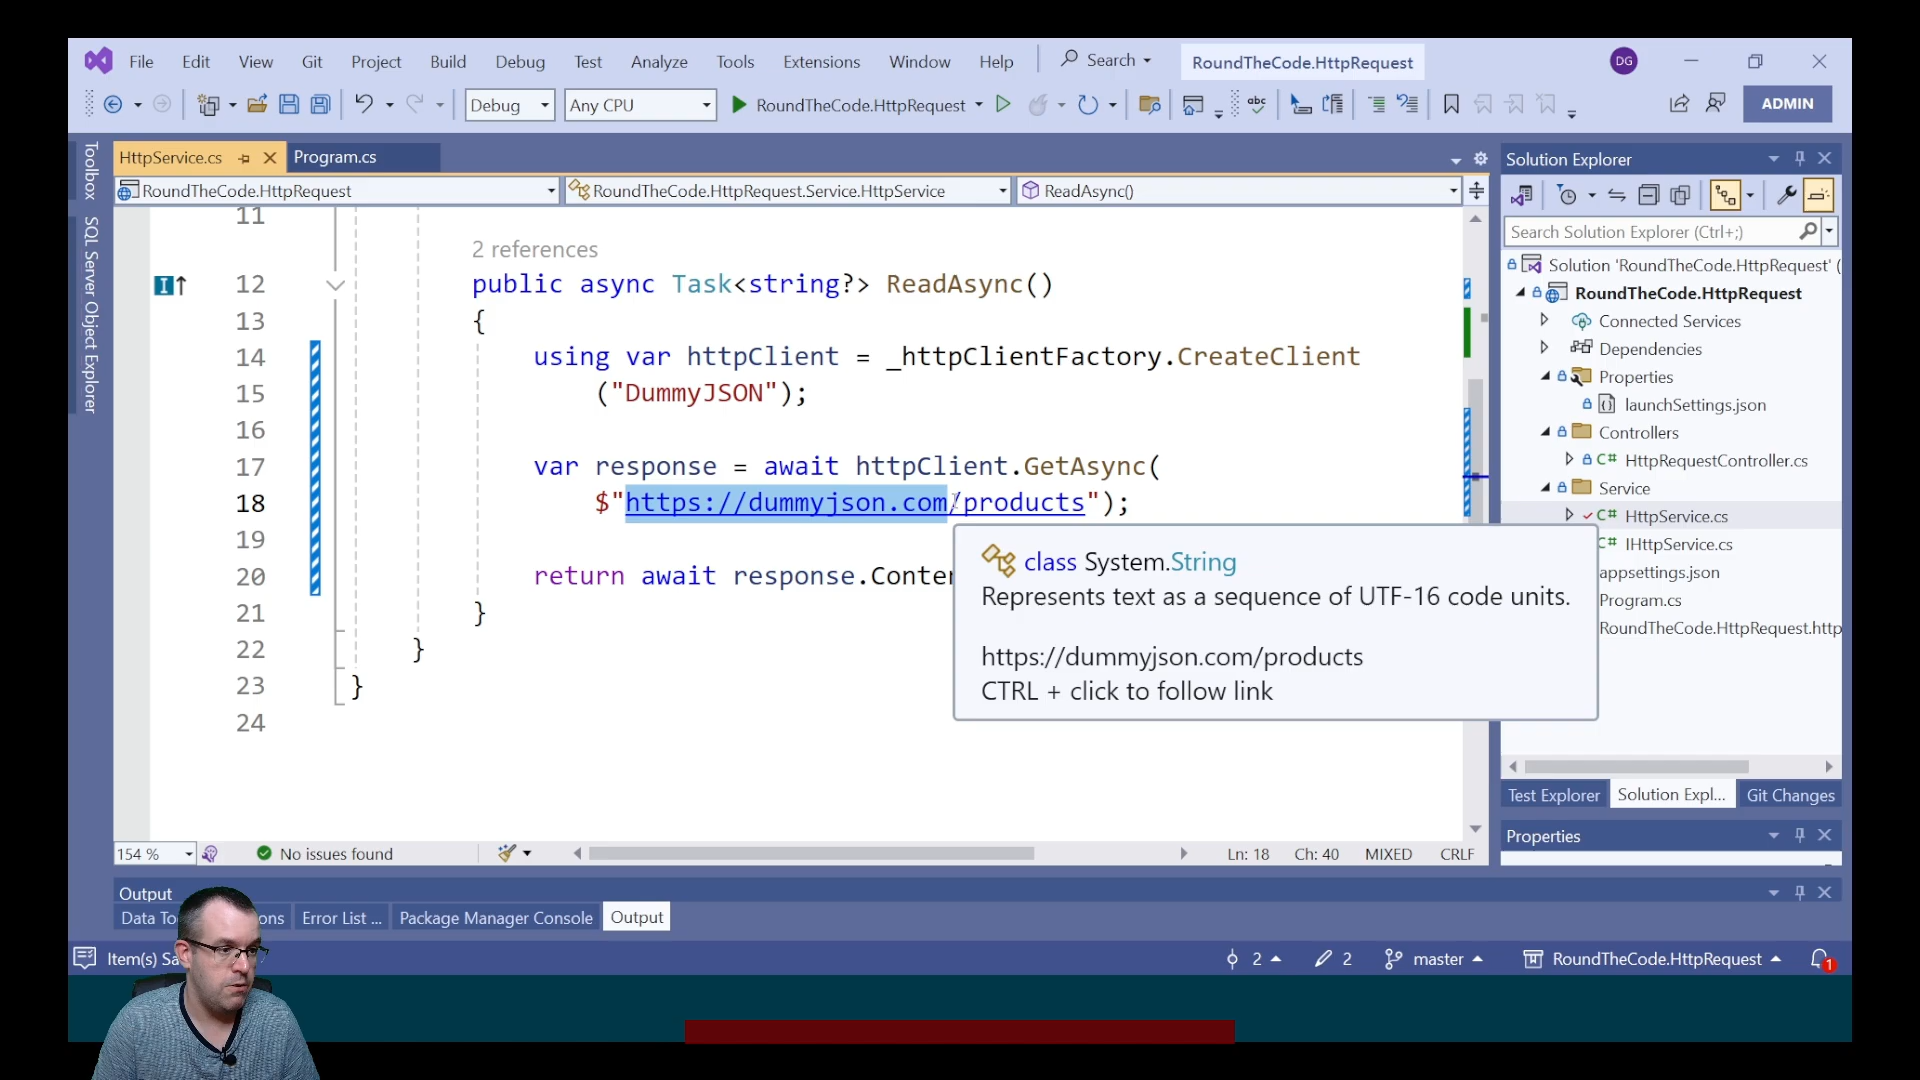 File Edit View Git Project Build Debug Test Analyze Tools Extensions Window Help Search RoundTheCode.HttpRequest DG
Debug Any CPU RoundTheCode.HttpRequest abc ADMIN
Toolbox
SQL Server Object Explorer
HttpService.cs Program.cs
RoundTheCode.HttpRequest RoundTheCode.HttpRequest.Service.HttpService ReadAsync()
11
2 references
12 public async Task<string?> ReadAsync()
13 {
14 using var httpClient = _httpClientFactory.CreateClient
15 ("DummyJSON");
16
17 var response = await httpClient.GetAsync(
18 $"https://dummyjson.com/products");
19
20 return await response.Conten
21 }
22 }
23 }
24
class System.String
Represents text as a sequence of UTF-16 code units.
https://dummyjson.com/products
CTRL + click to follow link
154 % No issues found Ln: 18 Ch: 40 MIXED CRLF
Solution Explorer
Search Solution Explorer (Ctrl+;)
Solution 'RoundTheCode.HttpRequest' (
RoundTheCode.HttpRequest
Connected Services
Dependencies
Properties
launchSettings.json
Controllers
C# HttpRequestController.cs
Service
C# HttpService.cs
C# IHttpService.cs
appsettings.json
Program.cs
RoundTheCode.HttpRequest.http
Test Explorer Solution Expl... Git Changes
Properties
Output
Data To ons Error List ... Package Manager Console Output
Item(s) Sa 2 2 master RoundTheCode.HttpRequest 1